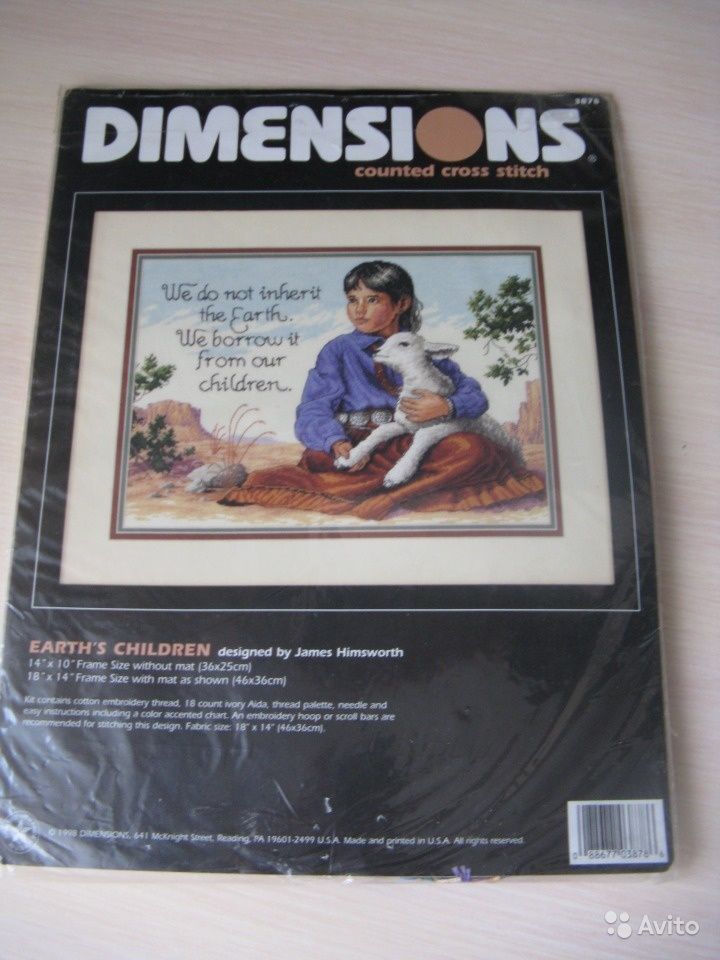 3876
DIMENSIONS®
counted cross stitch
We do not inherit
the Earth.
We borrow it
from our
children.
EARTH'S CHILDREN designed by James Himsworth
14" x 10" Frame Size without mat (36x25cm)
18" x 14" Frame Size with mat as shown (46x36cm)
Kit contains cotton embroidery thread, 18 count ivory Aida, thread palette, needle and
easy instructions including a color accented chart. An embroidery hoop or scroll bars are
recommended for stitching this design. Fabric size: 18" x 14" (46x36cm).
© 1998 DIMENSIONS, 641 McKnight Street, Reading, PA 19601-2499 U.S.A. Made and printed in U.S.A. All rights reserved.
0 88677 03876 6
Avito